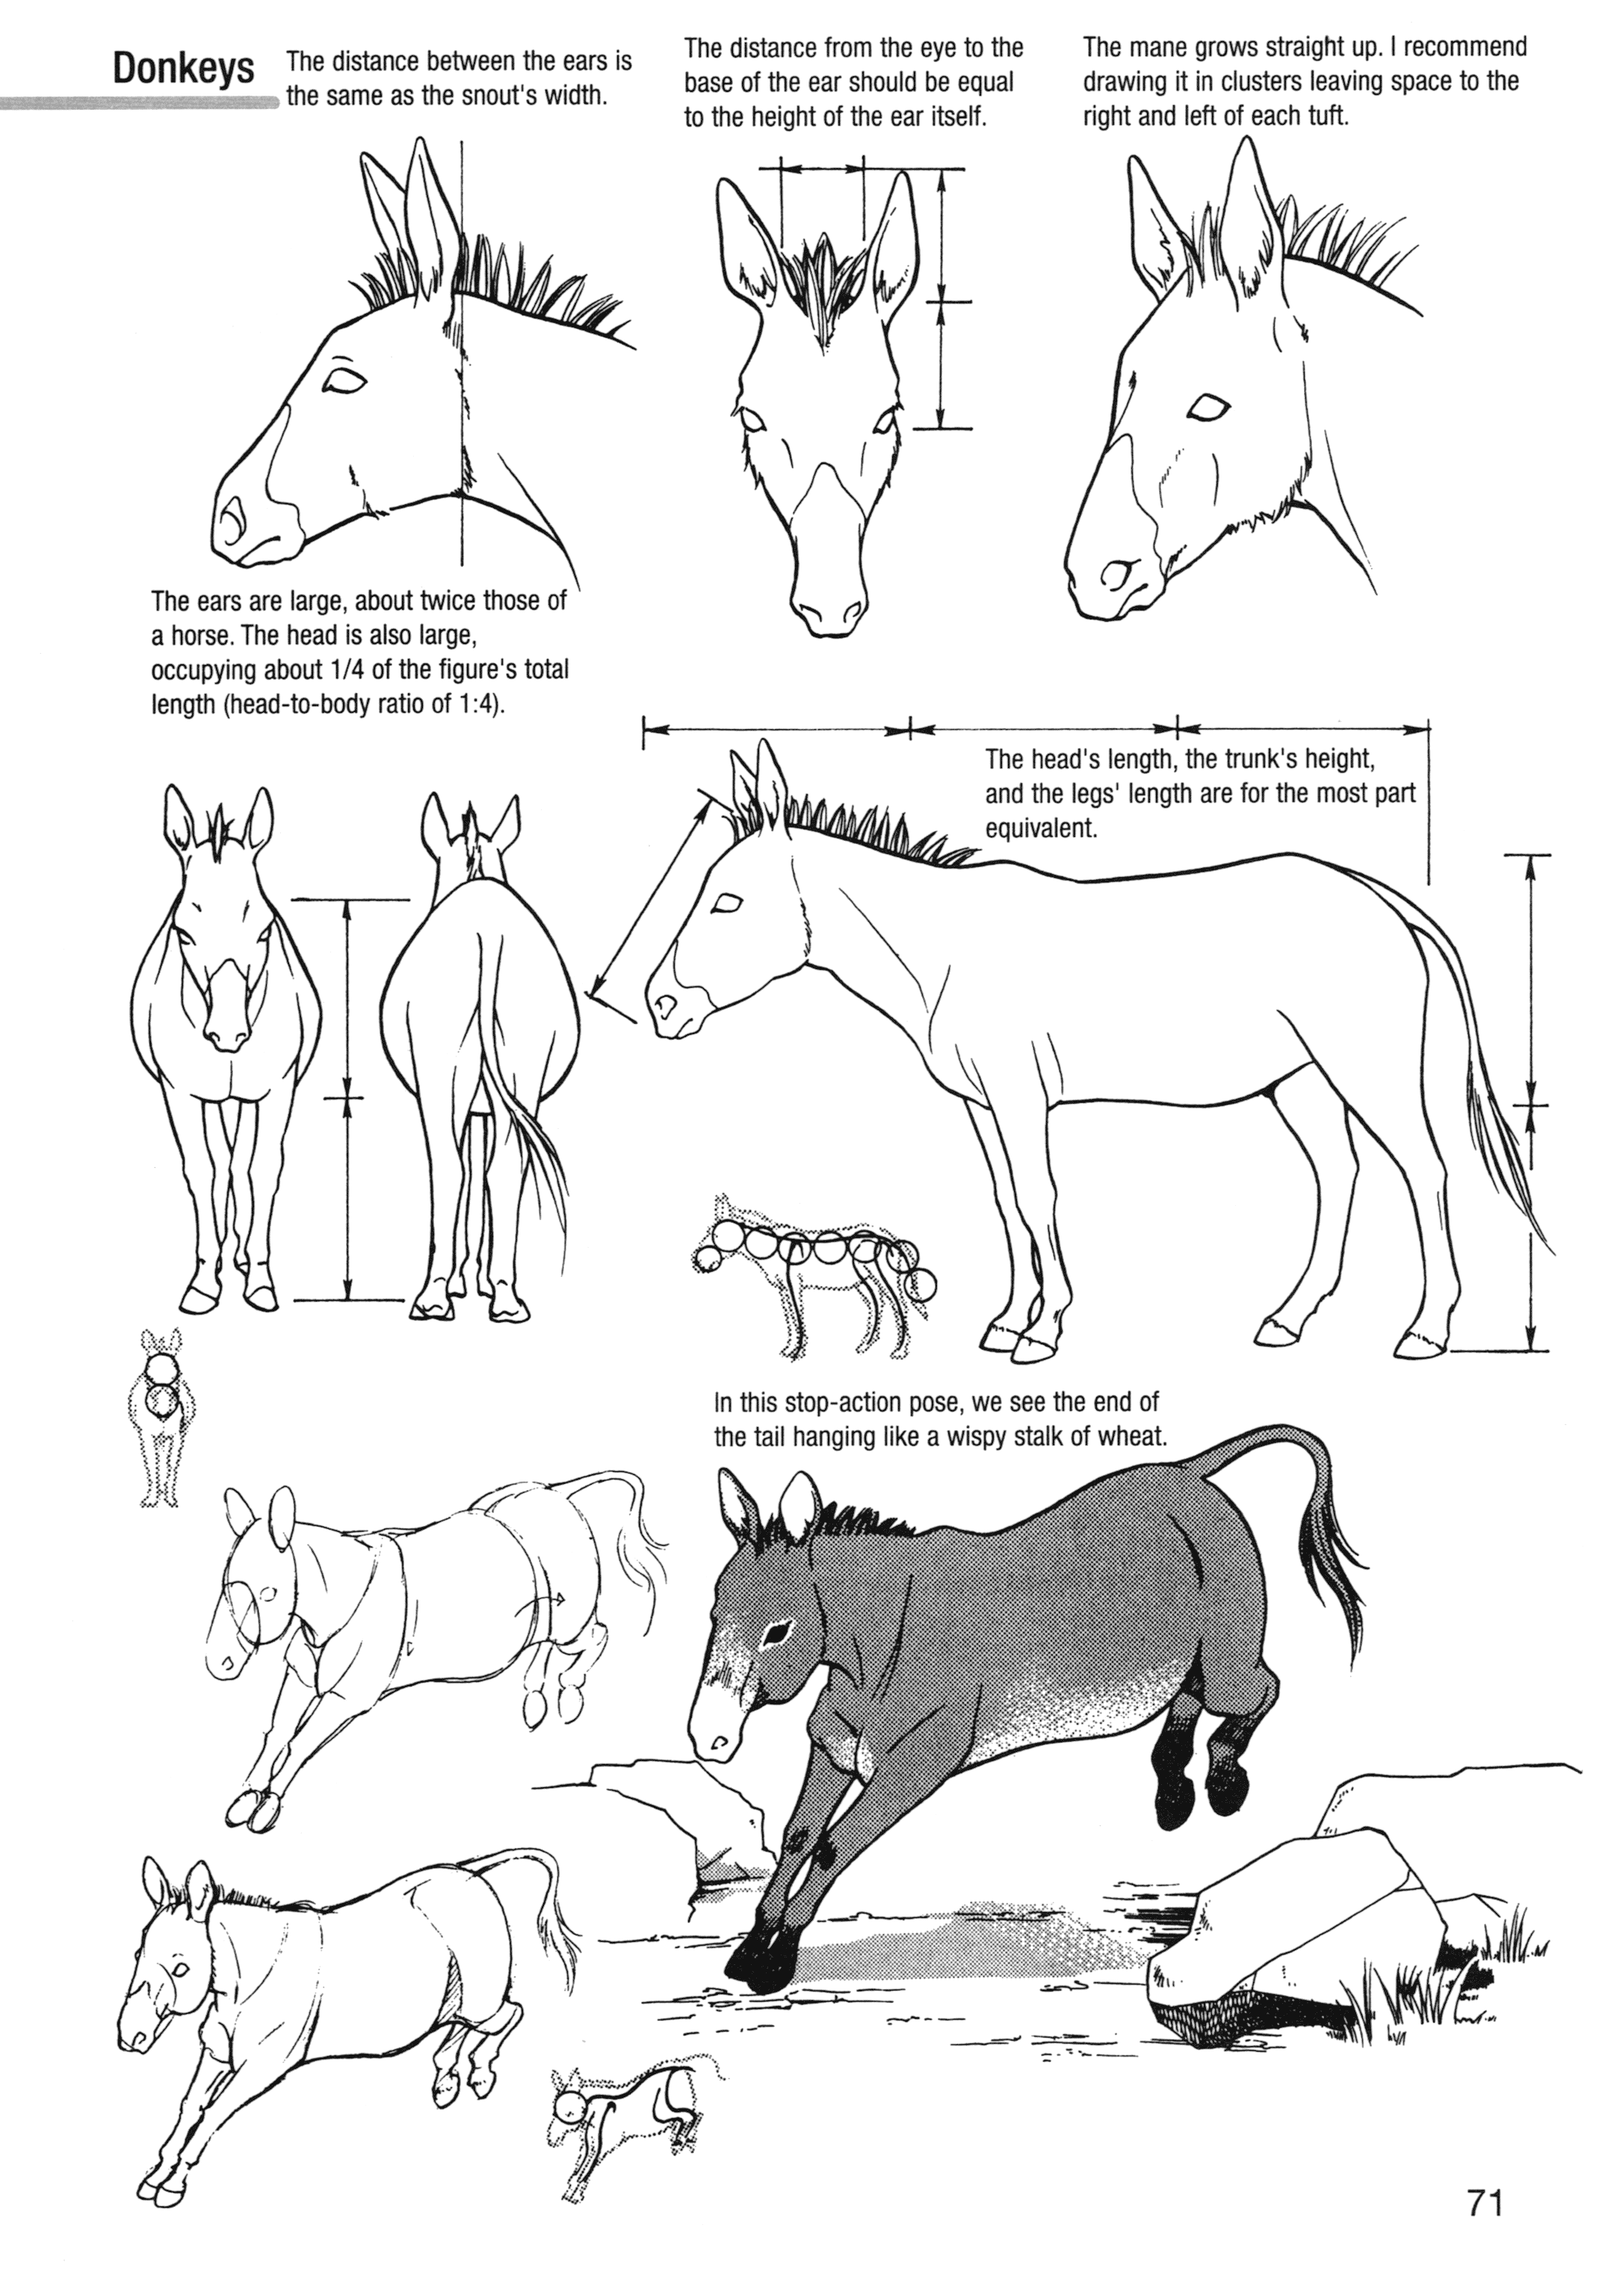 Donkeys
The distance between the ears is
the same as the snout's width.
The distance from the eye to the
base of the ear should be equal
to the height of the ear itself.
The mane grows straight up. I recommend
drawing it in clusters leaving space to the
right and left of each tuft.
The ears are large, about twice those of
a horse. The head is also large,
occupying about 1/4 of the figure's total
length (head-to-body ratio of 1:4).
The head's length, the trunk's height,
and the legs' length are for the most part
equivalent.
In this stop-action pose, we see the end of
the tail hanging like a wispy stalk of wheat.
71